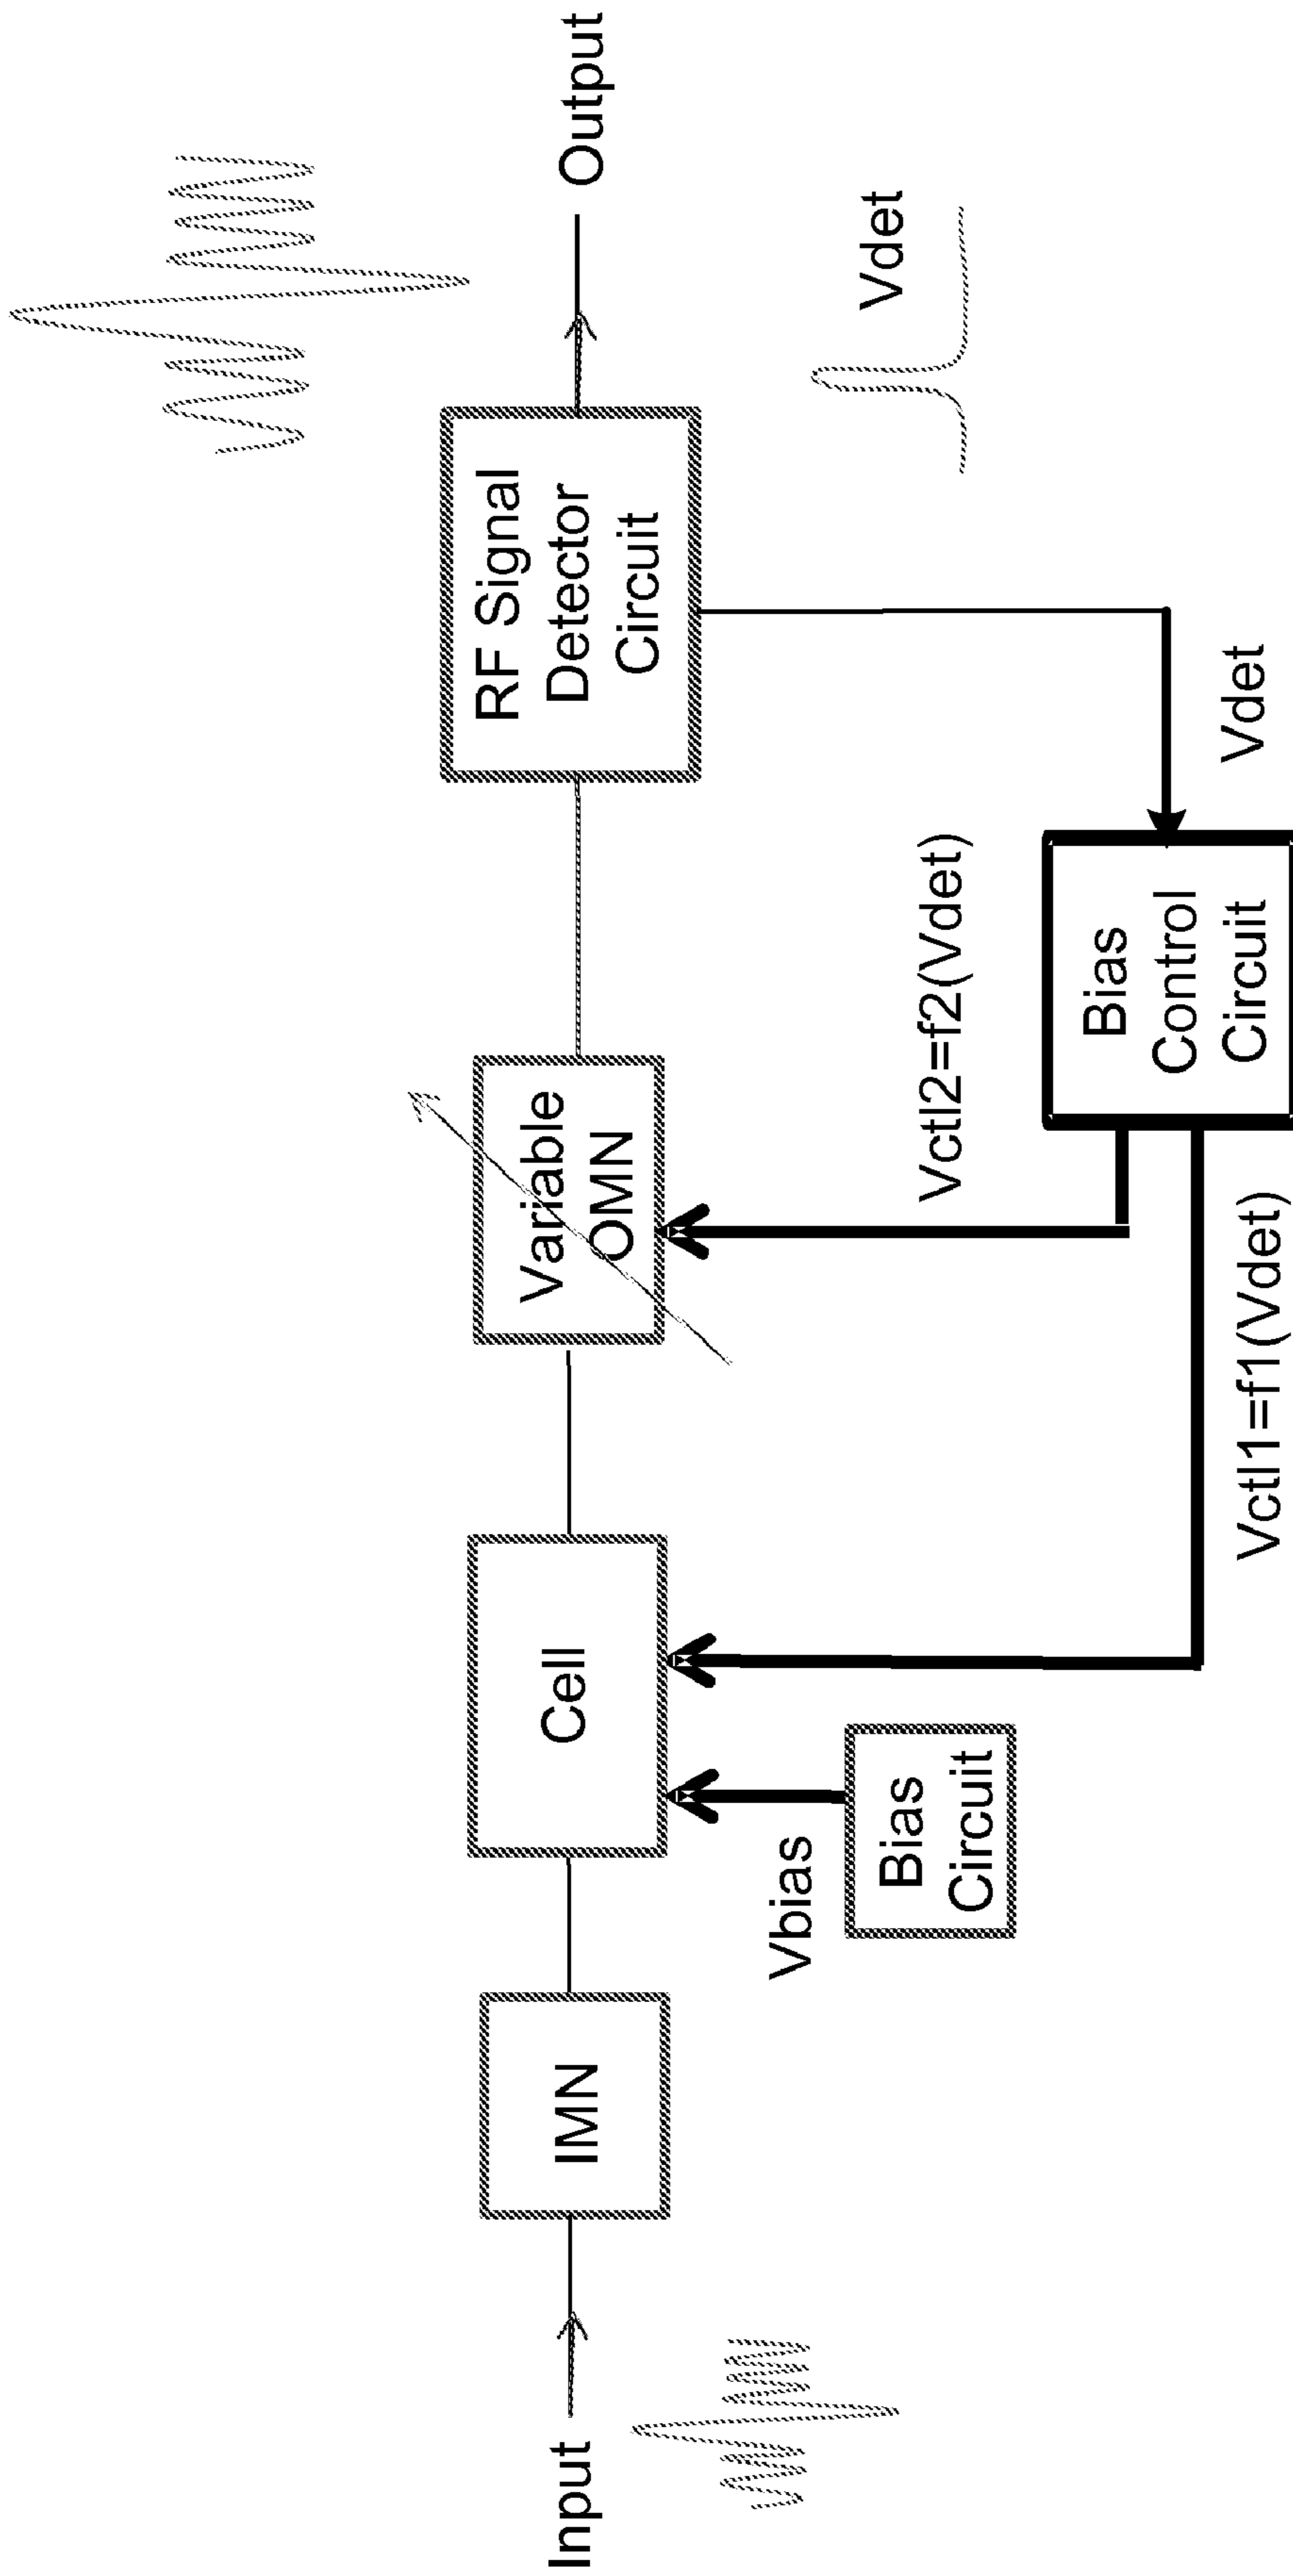 Input
IMN
Cell
Variable
OMN
RF Signal
Detector
Circuit
Output
Vbias
Bias
Circuit
Vctl2=f2(Vdet)
Vdet
Vctl1=f1(Vdet)
Bias
Control
Circuit
Vdet